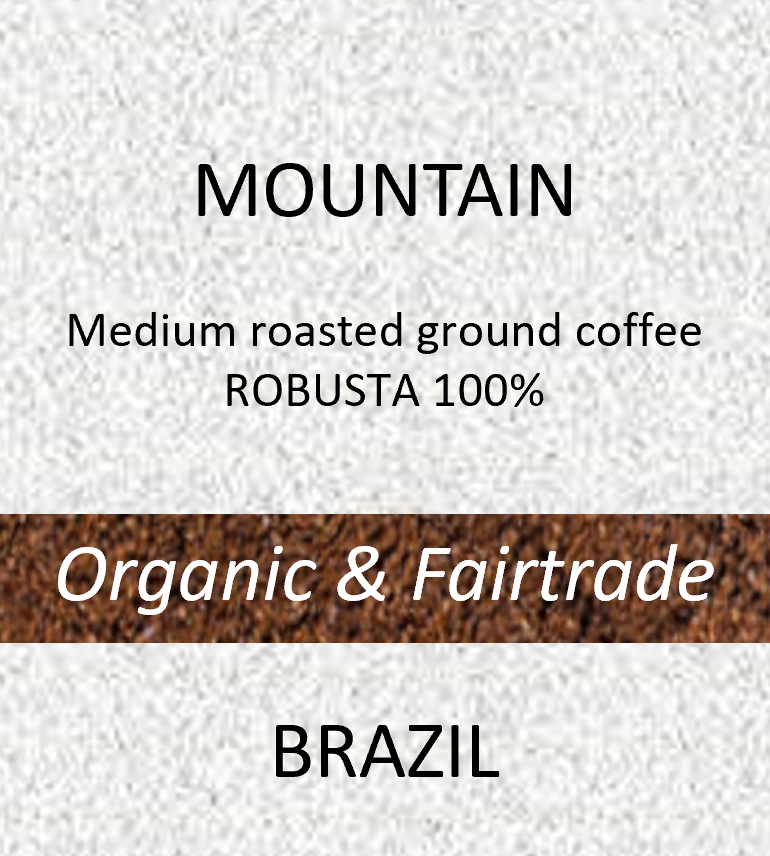 MOUNTAIN
Medium roasted ground coffee
ROBUSTA 100%
Organic & Fairtrade
BRAZIL